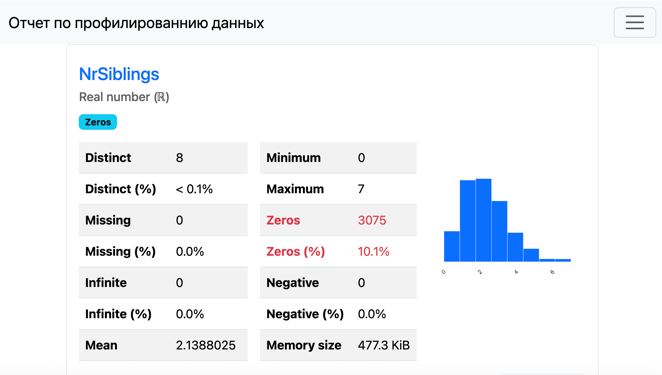 Отчет по профилированнию данных
NrSiblings
Real number (ℝ)
Zeros
Distinct 8
Distinct (%) < 0.1%
Missing 0
Missing (%) 0.0%
Infinite 0
Infinite (%) 0.0%
Mean 2.1388025
Minimum 0
Maximum 7
Zeros 3075
Zeros (%) 10.1%
Negative 0
Negative (%) 0.0%
Memory size 477.3 KiB
0 2 4 6